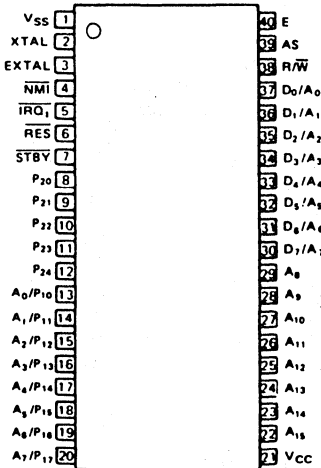 VSS 1 40 E
XTAL 2 39 AS
EXTAL 3 38 R/W̅
N̅M̅I̅ 4 37 D0/A0
I̅R̅Q̅1̅ 5 36 D1/A1
R̅E̅S̅ 6 35 D2/A2
S̅T̅B̅Y̅ 7 34 D3/A3
P20 8 33 D4/A4
P21 9 32 D5/A5
P22 10 31 D6/A6
P23 11 30 D7/A7
P24 12 29 A8
A0/P10 13 28 A9
A1/P11 14 27 A10
A2/P12 15 26 A11
A3/P13 16 25 A12
A4/P14 17 24 A13
A5/P15 18 23 A14
A6/P16 19 22 A15
A7/P17 20 21 VCC